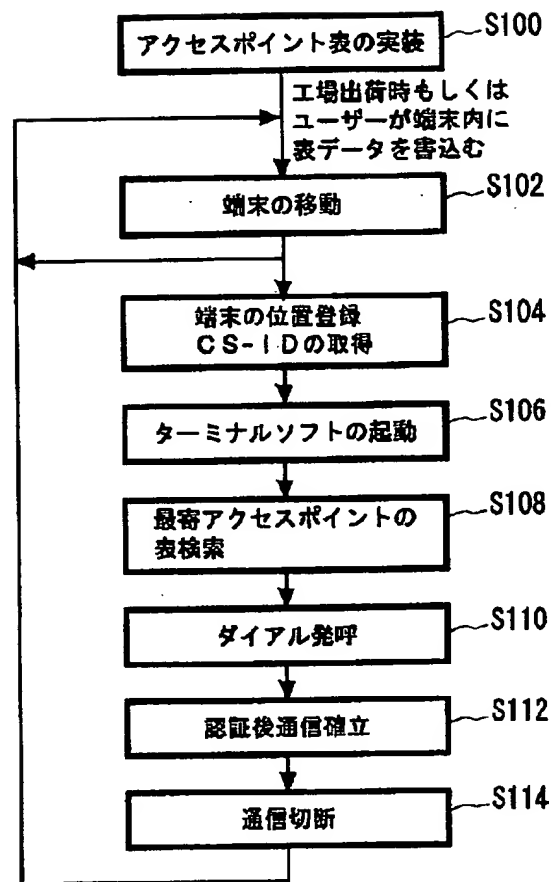 アクセスポイント表の実装
S100
工場出荷時もしくは
ユーザーが端末内に
表データを書込む
端末の移動
S102
端末の位置登録
CS-IDの取得
S104
ターミナルソフトの起動
S106
最寄アクセスポイントの
表検索
S108
ダイアル発呼
S110
認証後通信確立
S112
通信切断
S114